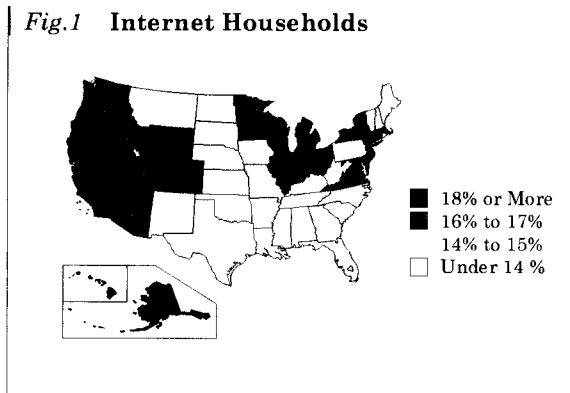 Fig.1 Internet Households
18% or More
16% to 17%
14% to 15%
Under 14 %